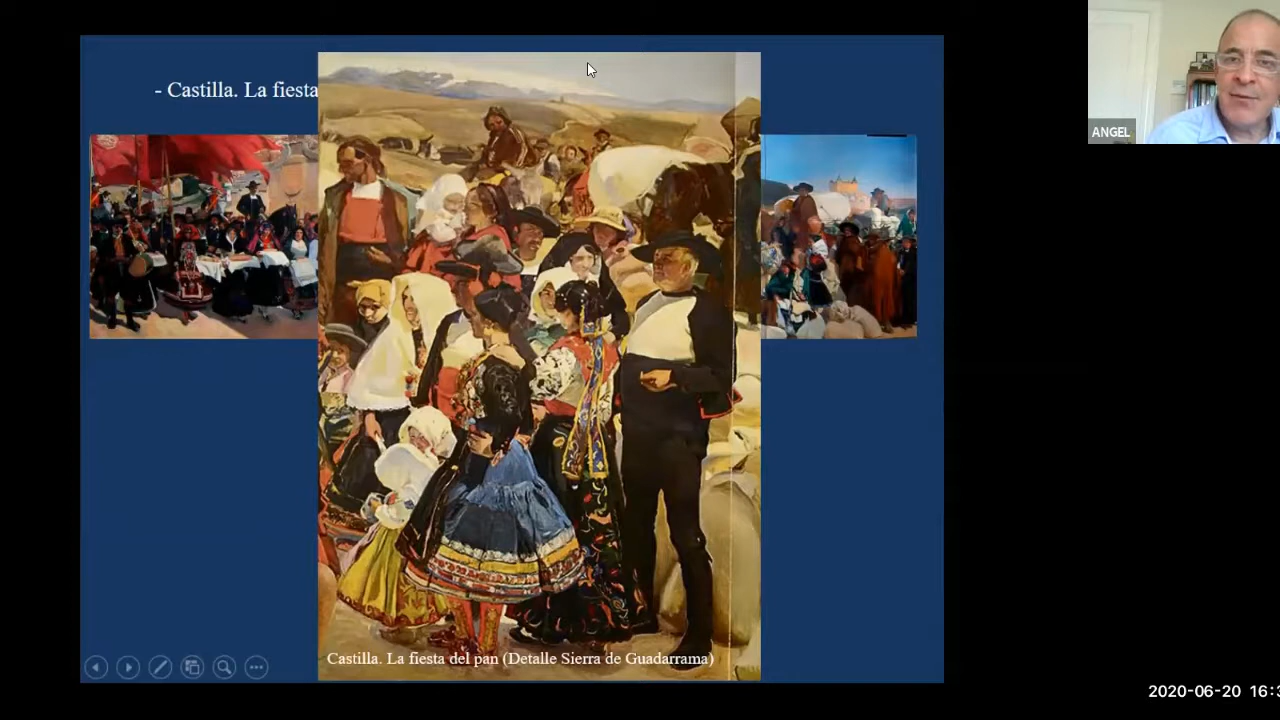 - Castilla. La fiesta
ANGEL
Castilla. La fiesta del pan (Detalle Sierra de Guadarrama)
2020-06-20 16:3